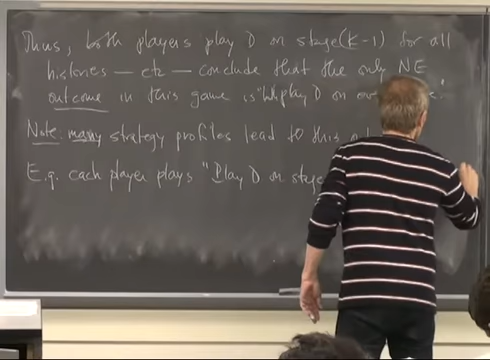 Thus, both players play D on stage (K-1) for all
histories — etc — conclude that the only NE
outcome in this game is "play D on
Note: many strategy profiles lead to this
E.g. each player plays "Play D on stage